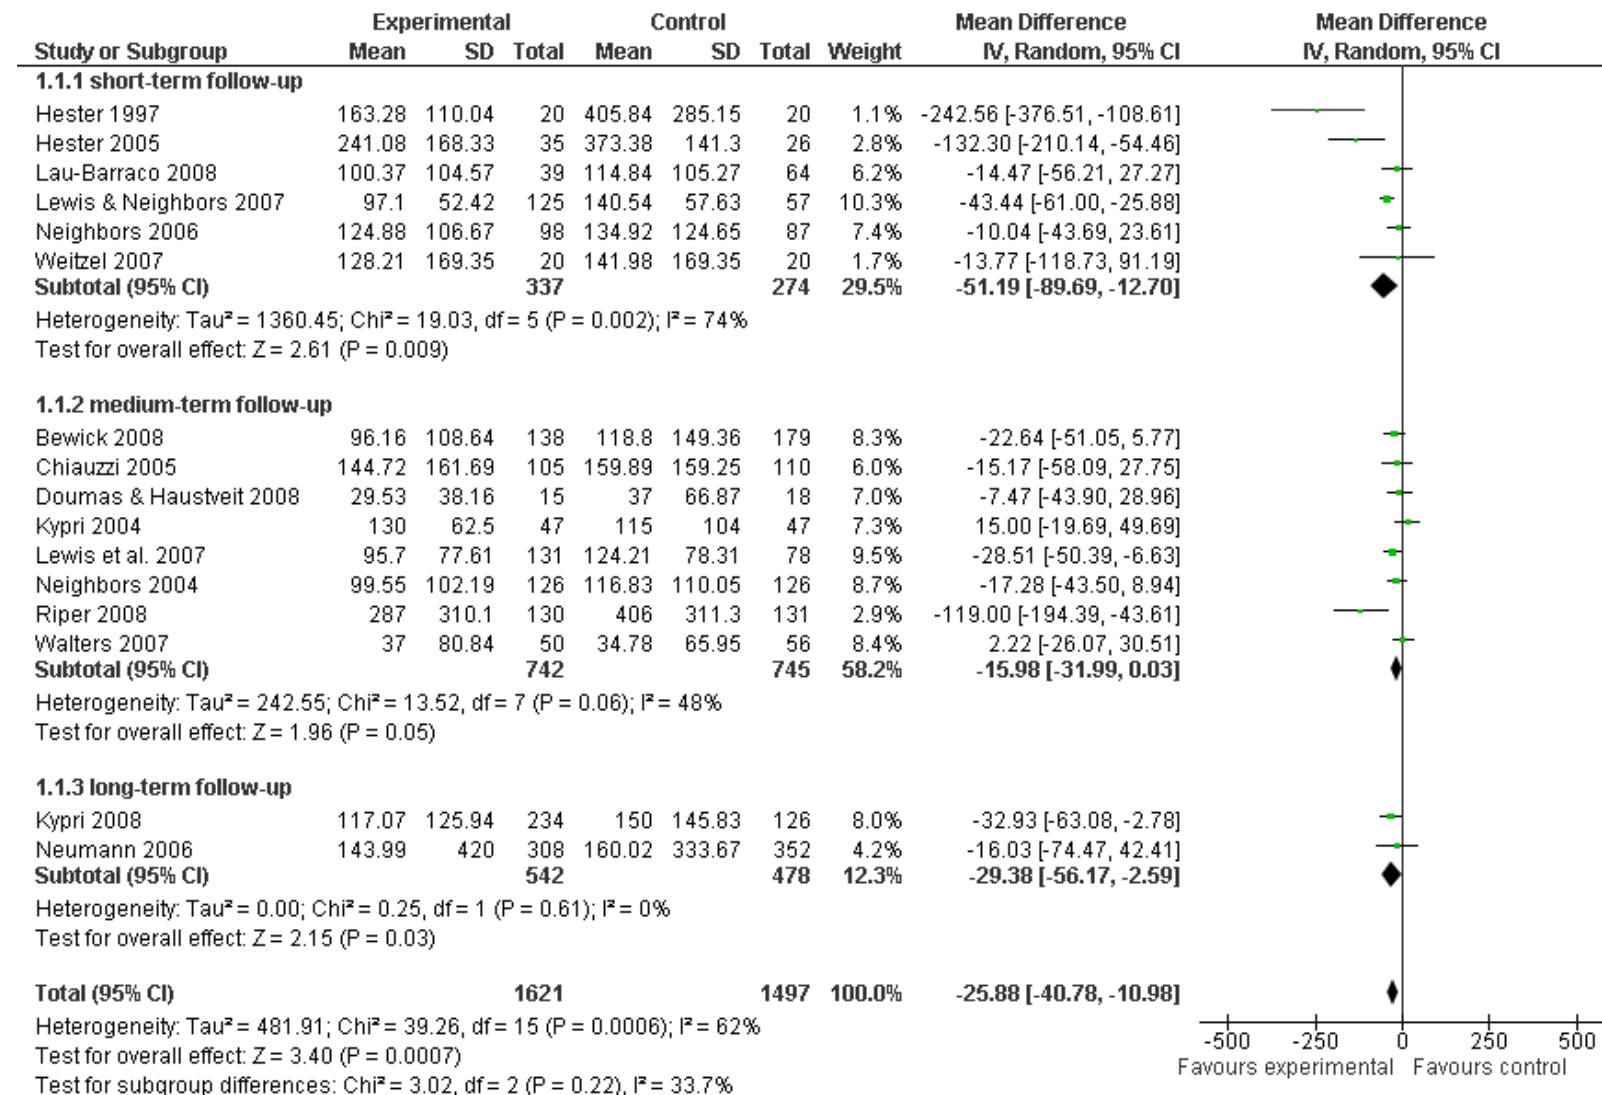 Experimental Control Mean Difference Mean Difference
Study or Subgroup Mean SD Total Mean SD Total Weight IV, Random, 95% CI IV, Random, 95% CI
1.1.1 short-term follow-up
Hester 1997 163.28 110.04 20 405.84 285.15 20 1.1% -242.56 [-376.51, -108.61]
Hester 2005 241.08 168.33 35 373.38 141.3 26 2.8% -132.30 [-210.14, -54.46]
Lau-Barraco 2008 100.37 104.57 39 114.84 105.27 64 6.2% -14.47 [-56.21, 27.27]
Lewis & Neighbors 2007 97.1 52.42 125 140.54 57.63 57 10.3% -43.44 [-61.00, -25.88]
Neighbors 2006 124.88 106.67 98 134.92 124.65 87 7.4% -10.04 [-43.69, 23.61]
Weitzel 2007 128.21 169.35 20 141.98 169.35 20 1.7% -13.77 [-118.73, 91.19]
Subtotal (95% CI) 337 274 29.5% -51.19 [-89.69, -12.70]
Heterogeneity: Tau² = 1360.45; Chi² = 19.03, df = 5 (P = 0.002); I² = 74%
Test for overall effect: Z = 2.61 (P = 0.009)
1.1.2 medium-term follow-up
Bewick 2008 96.16 108.64 138 118.8 149.36 179 8.3% -22.64 [-51.05, 5.77]
Chiauzzi 2005 144.72 161.69 105 159.89 159.25 110 6.0% -15.17 [-58.09, 27.75]
Doumas & Haustveit 2008 29.53 38.16 15 37 66.87 18 7.0% -7.47 [-43.90, 28.96]
Kypri 2004 130 62.5 47 115 104 47 7.3% 15.00 [-19.69, 49.69]
Lewis et al. 2007 95.7 77.61 131 124.21 78.31 78 9.5% -28.51 [-50.39, -6.63]
Neighbors 2004 99.55 102.19 126 116.83 110.05 126 8.7% -17.28 [-43.50, 8.94]
Riper 2008 287 310.1 130 406 311.3 131 2.9% -119.00 [-194.39, -43.61]
Walters 2007 37 80.84 50 34.78 65.95 56 8.4% 2.22 [-26.07, 30.51]
Subtotal (95% CI) 742 745 58.2% -15.98 [-31.99, 0.03]
Heterogeneity: Tau² = 242.55; Chi² = 13.52, df = 7 (P = 0.06); I² = 48%
Test for overall effect: Z = 1.96 (P = 0.05)
1.1.3 long-term follow-up
Kypri 2008 117.07 125.94 234 150 145.83 126 8.0% -32.93 [-63.08, -2.78]
Neumann 2006 143.99 420 308 160.02 333.67 352 4.2% -16.03 [-74.47, 42.41]
Subtotal (95% CI) 542 478 12.3% -29.38 [-56.17, -2.59]
Heterogeneity: Tau² = 0.00; Chi² = 0.25, df = 1 (P = 0.61); I² = 0%
Test for overall effect: Z = 2.15 (P = 0.03)
Total (95% CI) 1621 1497 100.0% -25.88 [-40.78, -10.98]
Heterogeneity: Tau² = 481.91; Chi² = 39.26, df = 15 (P = 0.0006); I² = 62%
Test for overall effect: Z = 3.40 (P = 0.0007)
Test for subgroup differences: Chi² = 3.02, df = 2 (P = 0.22), I² = 33.7%
-500 -250 0 250 500
Favours experimental Favours control